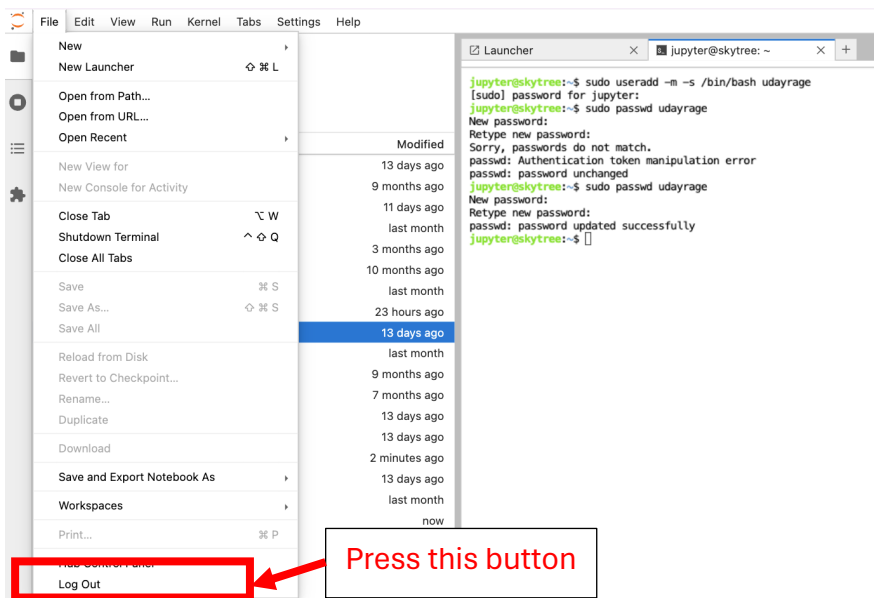 File Edit View Run Kernel Tabs Settings Help
New
New Launcher ⇧ ⌘ L
Open from Path...
Open from URL...
Open Recent
New View for
New Console for Activity
Close Tab ⌥ W
Shutdown Terminal ^ ⇧ Q
Close All Tabs
Save ⌘ S
Save As... ⇧ ⌘ S
Save All
Reload from Disk
Revert to Checkpoint...
Rename...
Duplicate
Download
Save and Export Notebook As
Workspaces
Print... ⌘ P
Hub Control Panel
Log Out
Modified
13 days ago
9 months ago
11 days ago
last month
3 months ago
10 months ago
last month
23 hours ago
13 days ago
last month
9 months ago
7 months ago
13 days ago
13 days ago
2 minutes ago
13 days ago
last month
now
Press this button
Launcher
jupyter@skytree: ~
jupyter@skytree:~$ sudo useradd -m -s /bin/bash udayrage
[sudo] password for jupyter:
jupyter@skytree:~$ sudo passwd udayrage
New password:
Retype new password:
Sorry, passwords do not match.
passwd: Authentication token manipulation error
passwd: password unchanged
jupyter@skytree:~$ sudo passwd udayrage
New password:
Retype new password:
passwd: password updated successfully
jupyter@skytree:~$